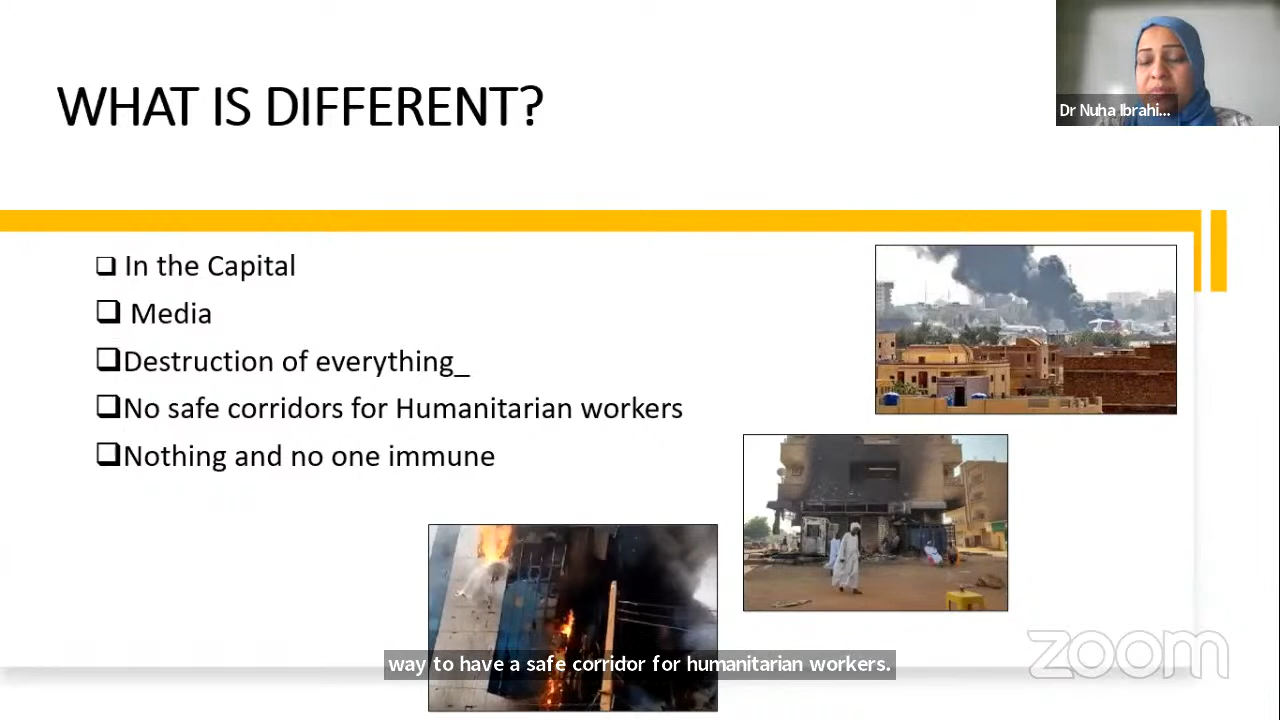 WHAT IS DIFFERENT?
Dr Nuha Ibrahi...
In the Capital
Media
Destruction of everything_
No safe corridors for Humanitarian workers
Nothing and no one immune
way to have a safe corridor for humanitarian workers.
zoom